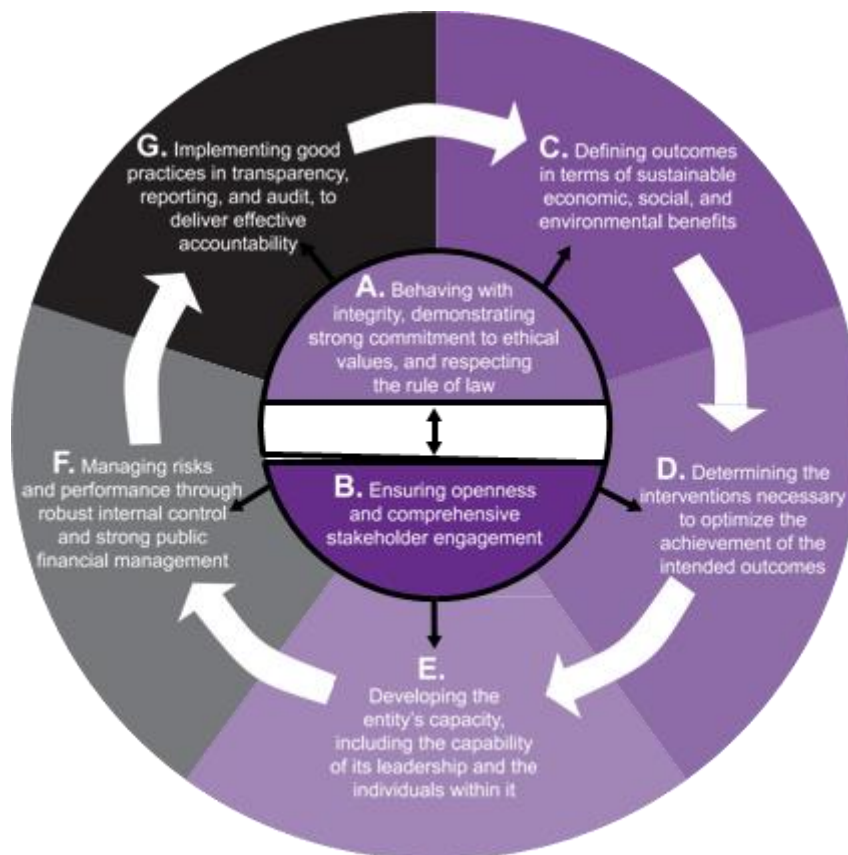 G. Implementing good
practices in transparency,
reporting, and audit, to
deliver effective
accountability
C. Defining outcomes
in terms of sustainable
economic, social, and
environmental benefits
A. Behaving with
integrity, demonstrating
strong commitment to ethical
values, and respecting
the rule of law
F. Managing risks
and performance through
robust internal control
and strong public
financial management
B. Ensuring openness
and comprehensive
stakeholder engagement
D. Determining the
interventions necessary
to optimize the
achievement of the
intended outcomes
E.
Developing the
entity's capacity,
including the capability
of its leadership and the
individuals within it